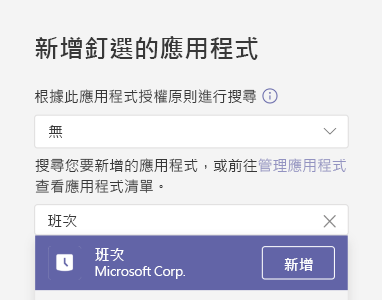 新增釘選的應用程式
根據此應用程式授權原則進行搜尋
無
搜尋您要新增的應用程式，或前往管理應用程式
查看應用程式清單。
班次
班次
Microsoft Corp.
新增